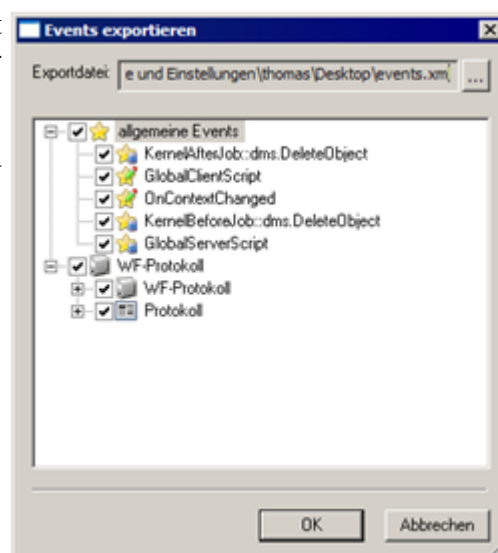 Events exportieren
Exportdatei: e und Einstellungen\thomas\Desktop\events.xml ...
allgemeine Events
KernelAfterJob::dms.DeleteObject
GlobalClientScript
OnContextChanged
KernelBeforeJob::dms.DeleteObject
GlobalServerScript
WF-Protokoll
WF-Protokoll
Protokoll
OK Abbrechen